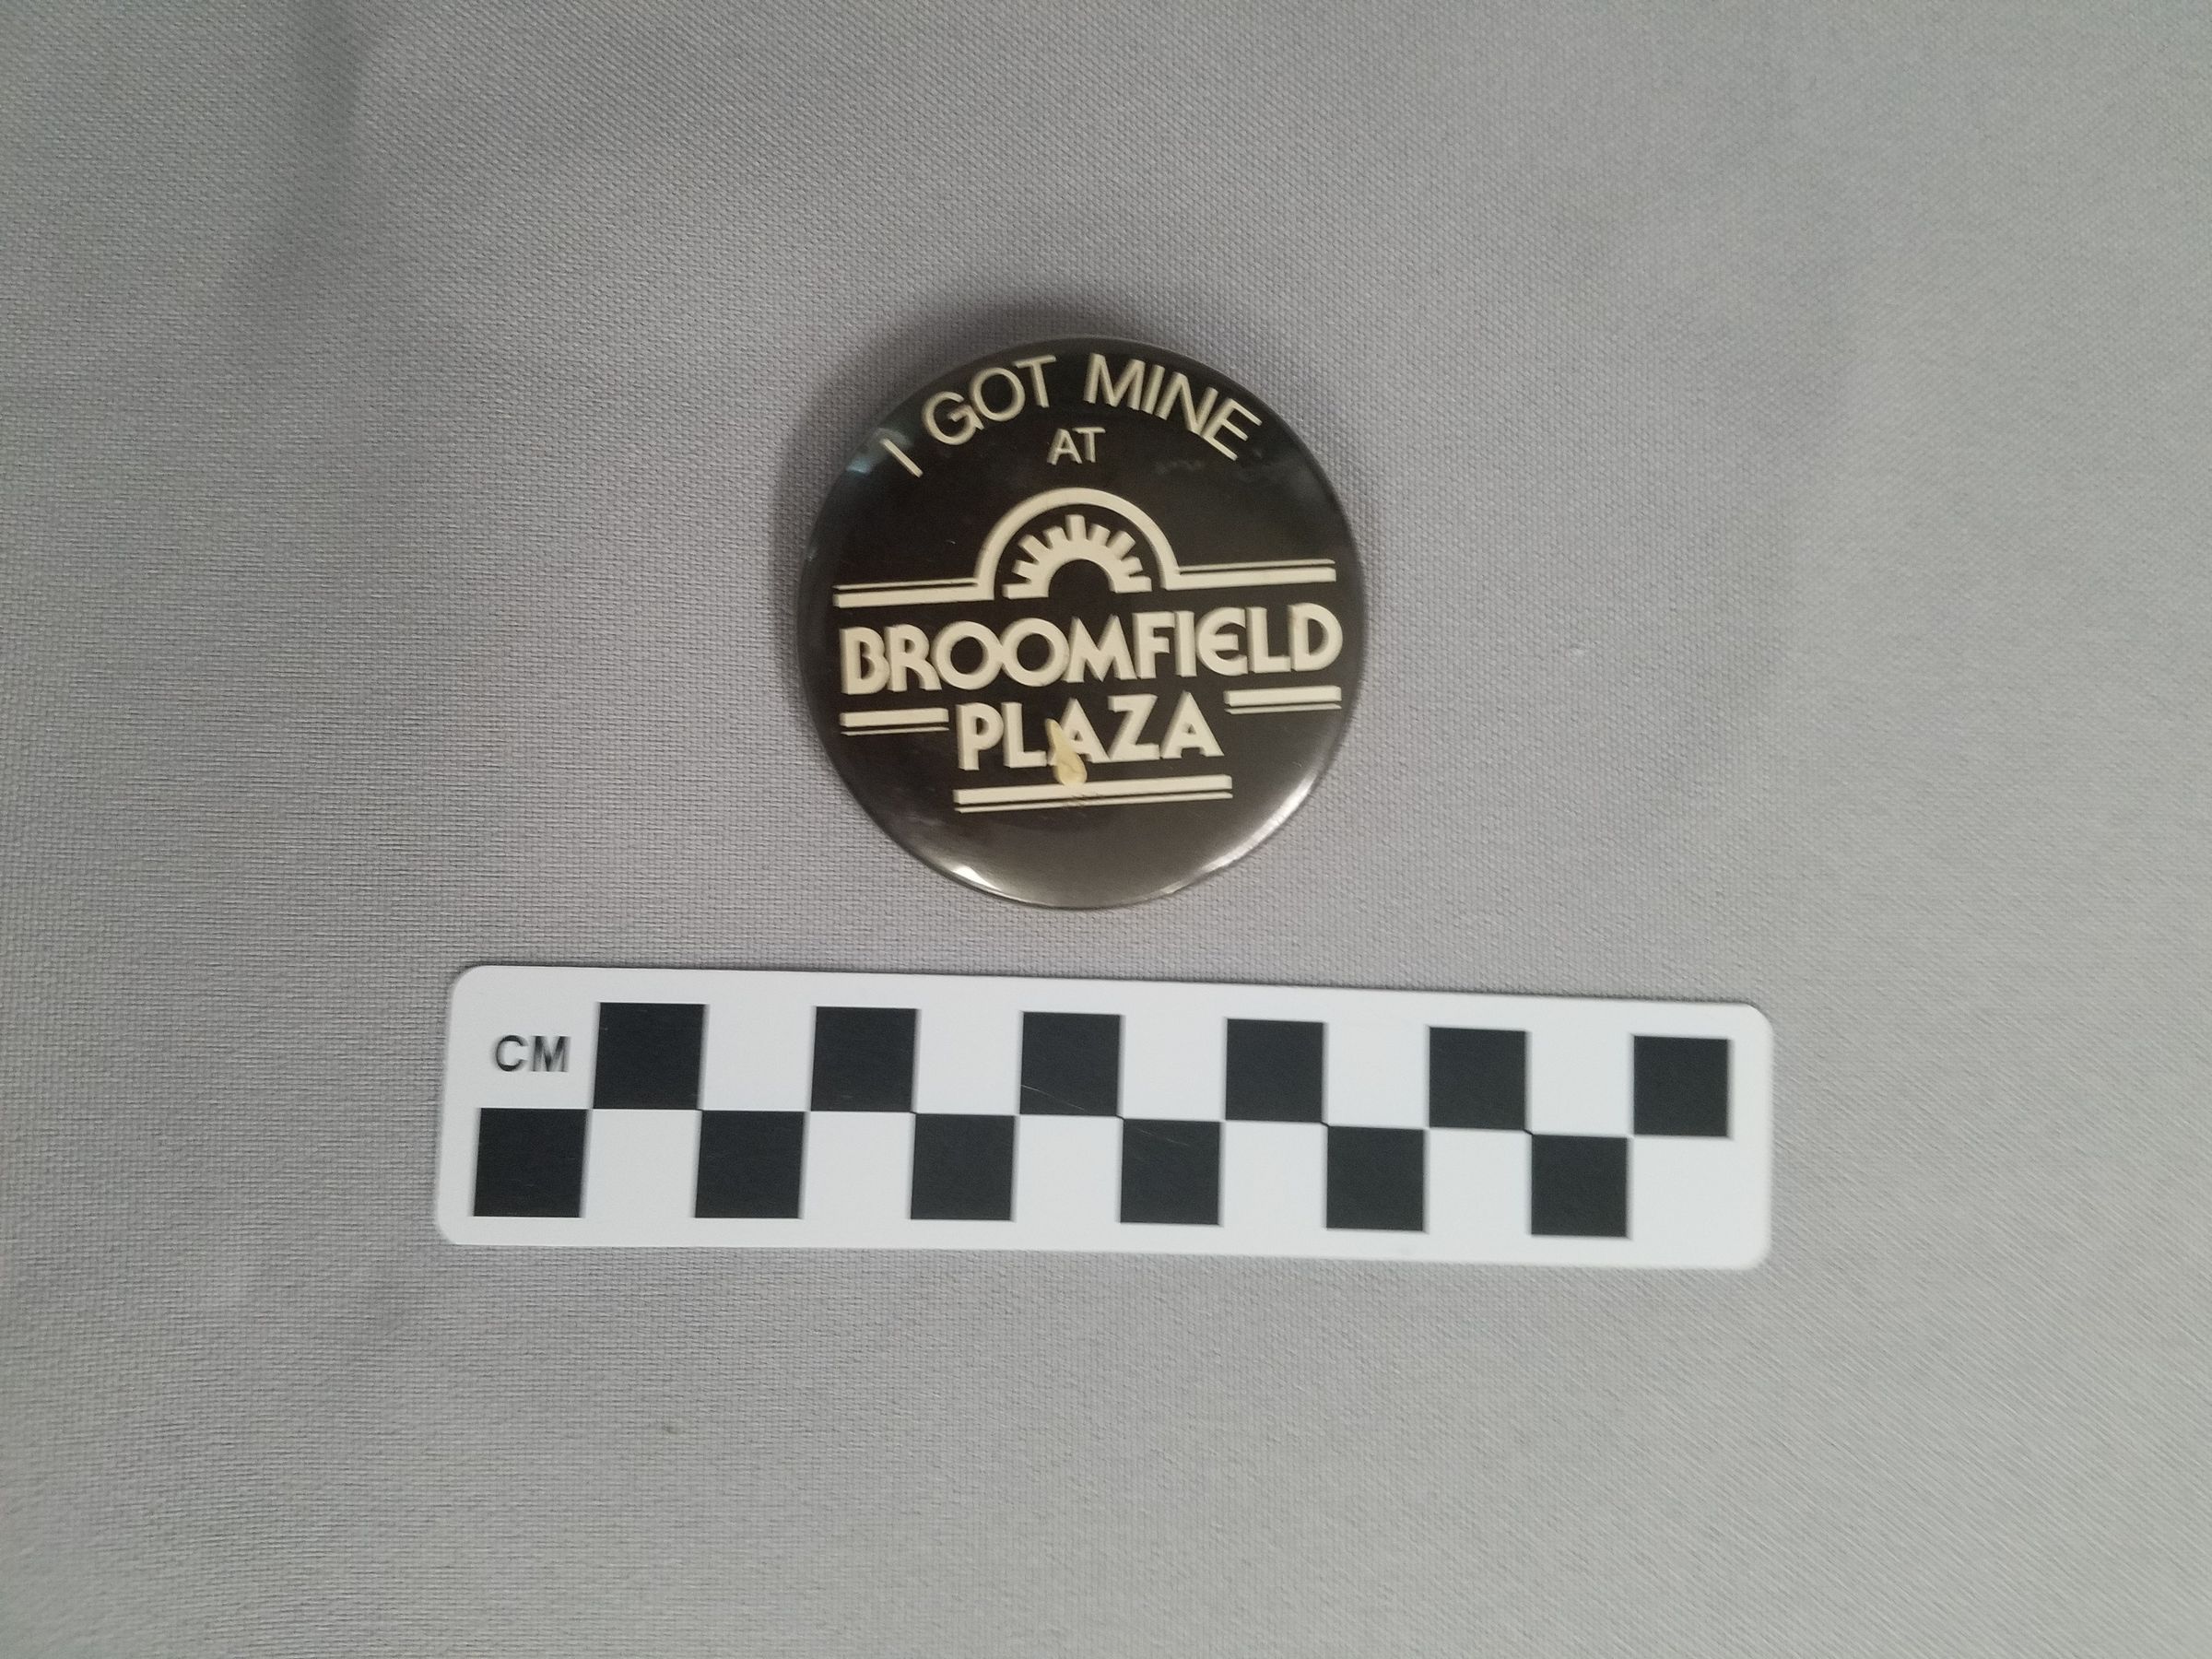 I GOT MINE
AT
BROOMFIELD
PLAZA
CM